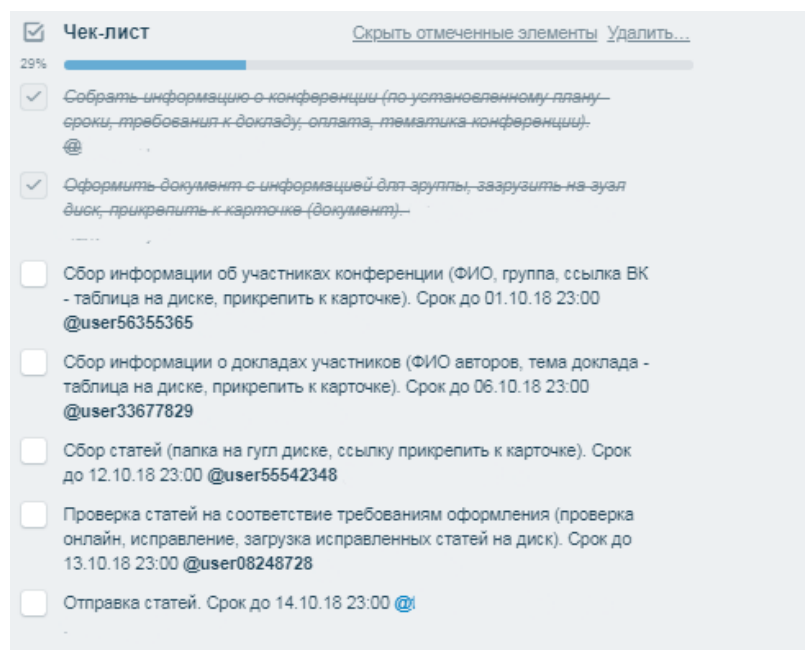 Чек-лист Скрыть отмеченные элементы Удалить...
29%
Собрать информацию о конференции (по установленному плану -
сроки, требования к докладу, оплата, тематика конференции).
@
Оформить документ с информацией для группы, загрузить на гугл
диск, прикрепить к карточке (документ).
Сбор информации об участниках конференции (ФИО, группа, ссылка ВК
- таблица на диске, прикрепить к карточке). Срок до 01.10.18 23:00
@user56355365
Сбор информации о докладах участников (ФИО авторов, тема доклада -
таблица на диске, прикрепить к карточке). Срок до 06.10.18 23:00
@user33677829
Сбор статей (папка на гугл диске, ссылку прикрепить к карточке). Срок
до 12.10.18 23:00 @user55542348
Проверка статей на соответствие требованиям оформления (проверка
онлайн, исправление, загрузка исправленных статей на диск). Срок до
13.10.18 23:00 @user08248728
Отправка статей. Срок до 14.10.18 23:00 @